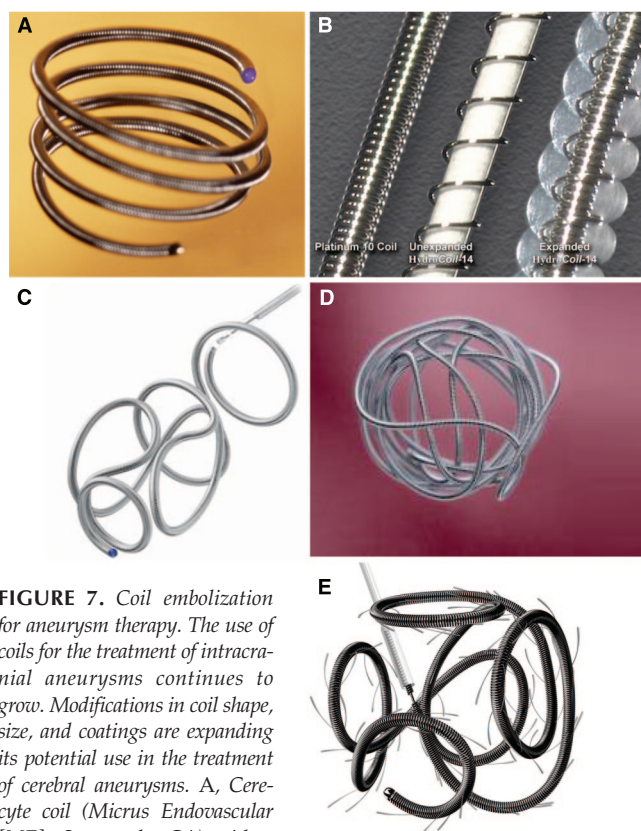 A
B
Platinum 10 Coil
Unexpanded
HydroCoil-14
Expanded
HydroCoil-14
C
D
E
FIGURE 7. Coil embolization
for aneurysm therapy. The use of
coils for the treatment of intracra-
nial aneurysms continues to
grow. Modifications in coil shape,
size, and coatings are expanding
its potential use in the treatment
of cerebral aneurysms. A, Cere-
cyte coil (Micrus Endovascular